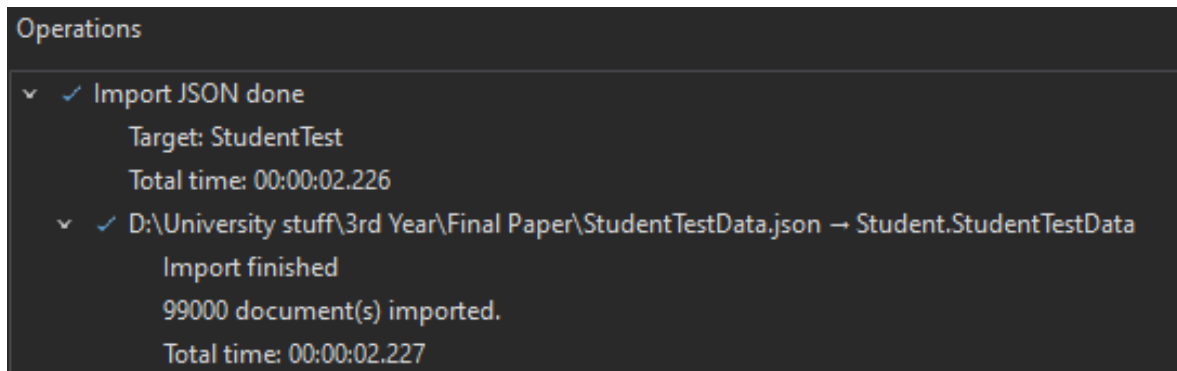 Operations
Import JSON done
Target: StudentTest
Total time: 00:00:02.226
D:\University stuff\3rd Year\Final Paper\StudentTestData.json → Student.StudentTestData
Import finished
99000 document(s) imported.
Total time: 00:00:02.227